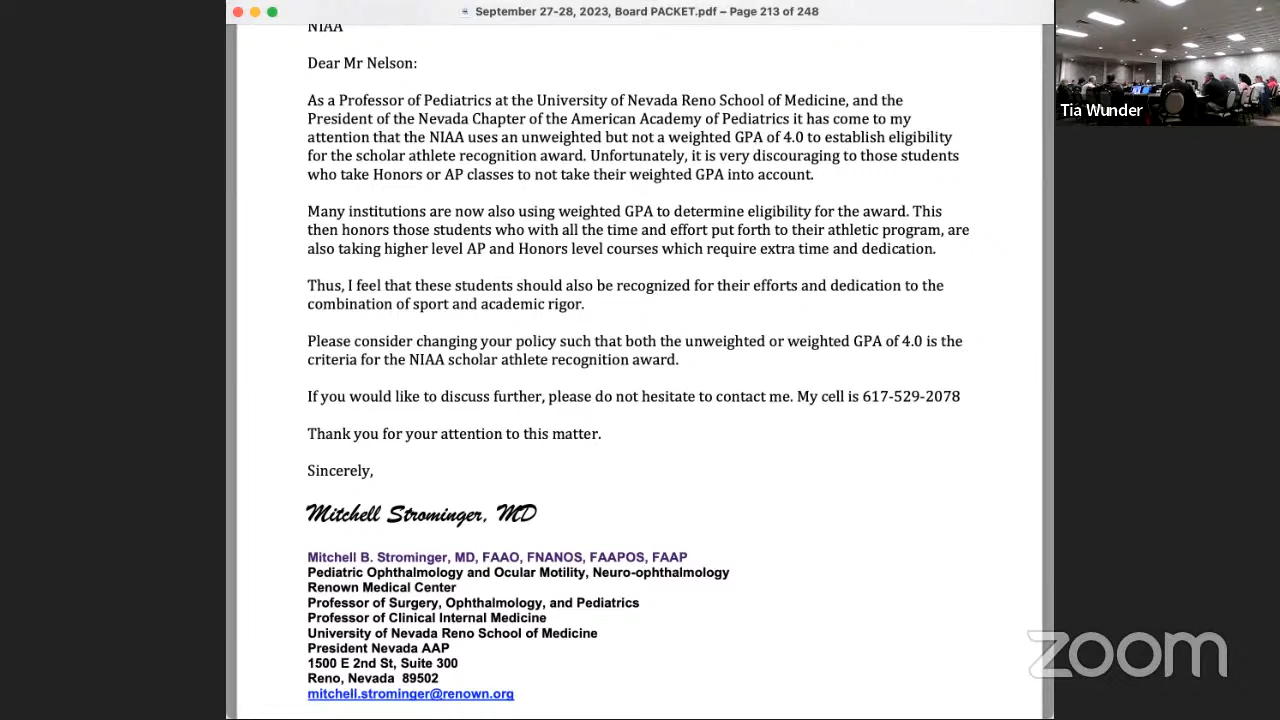 September 27-28, 2023, Board PACKET.pdf – Page 213 of 248
NIAA
Dear Mr Nelson:
As a Professor of Pediatrics at the University of Nevada Reno School of Medicine, and the
President of the Nevada Chapter of the American Academy of Pediatrics it has come to my
attention that the NIAA uses an unweighted but not a weighted GPA of 4.0 to establish eligibility
for the scholar athlete recognition award. Unfortunately, it is very discouraging to those students
who take Honors or AP classes to not take their weighted GPA into account.
Many institutions are now also using weighted GPA to determine eligibility for the award. This
then honors those students who with all the time and effort put forth to their athletic program, are
also taking higher level AP and Honors level courses which require extra time and dedication.
Thus, I feel that these students should also be recognized for their efforts and dedication to the
combination of sport and academic rigor.
Please consider changing your policy such that both the unweighted or weighted GPA of 4.0 is the
criteria for the NIAA scholar athlete recognition award.
If you would like to discuss further, please do not hesitate to contact me. My cell is 617-529-2078
Thank you for your attention to this matter.
Sincerely,
Mitchell Strominger, MD
Mitchell B. Strominger, MD, FAAO, FNANOS, FAAPOS, FAAP
Pediatric Ophthalmology and Ocular Motility, Neuro-ophthalmology
Renown Medical Center
Professor of Surgery, Ophthalmology, and Pediatrics
Professor of Clinical Internal Medicine
University of Nevada Reno School of Medicine
President Nevada AAP
1500 E 2nd St, Suite 300
Reno, Nevada  89502
mitchell.strominger@renown.org
Tia Wunder
zoom